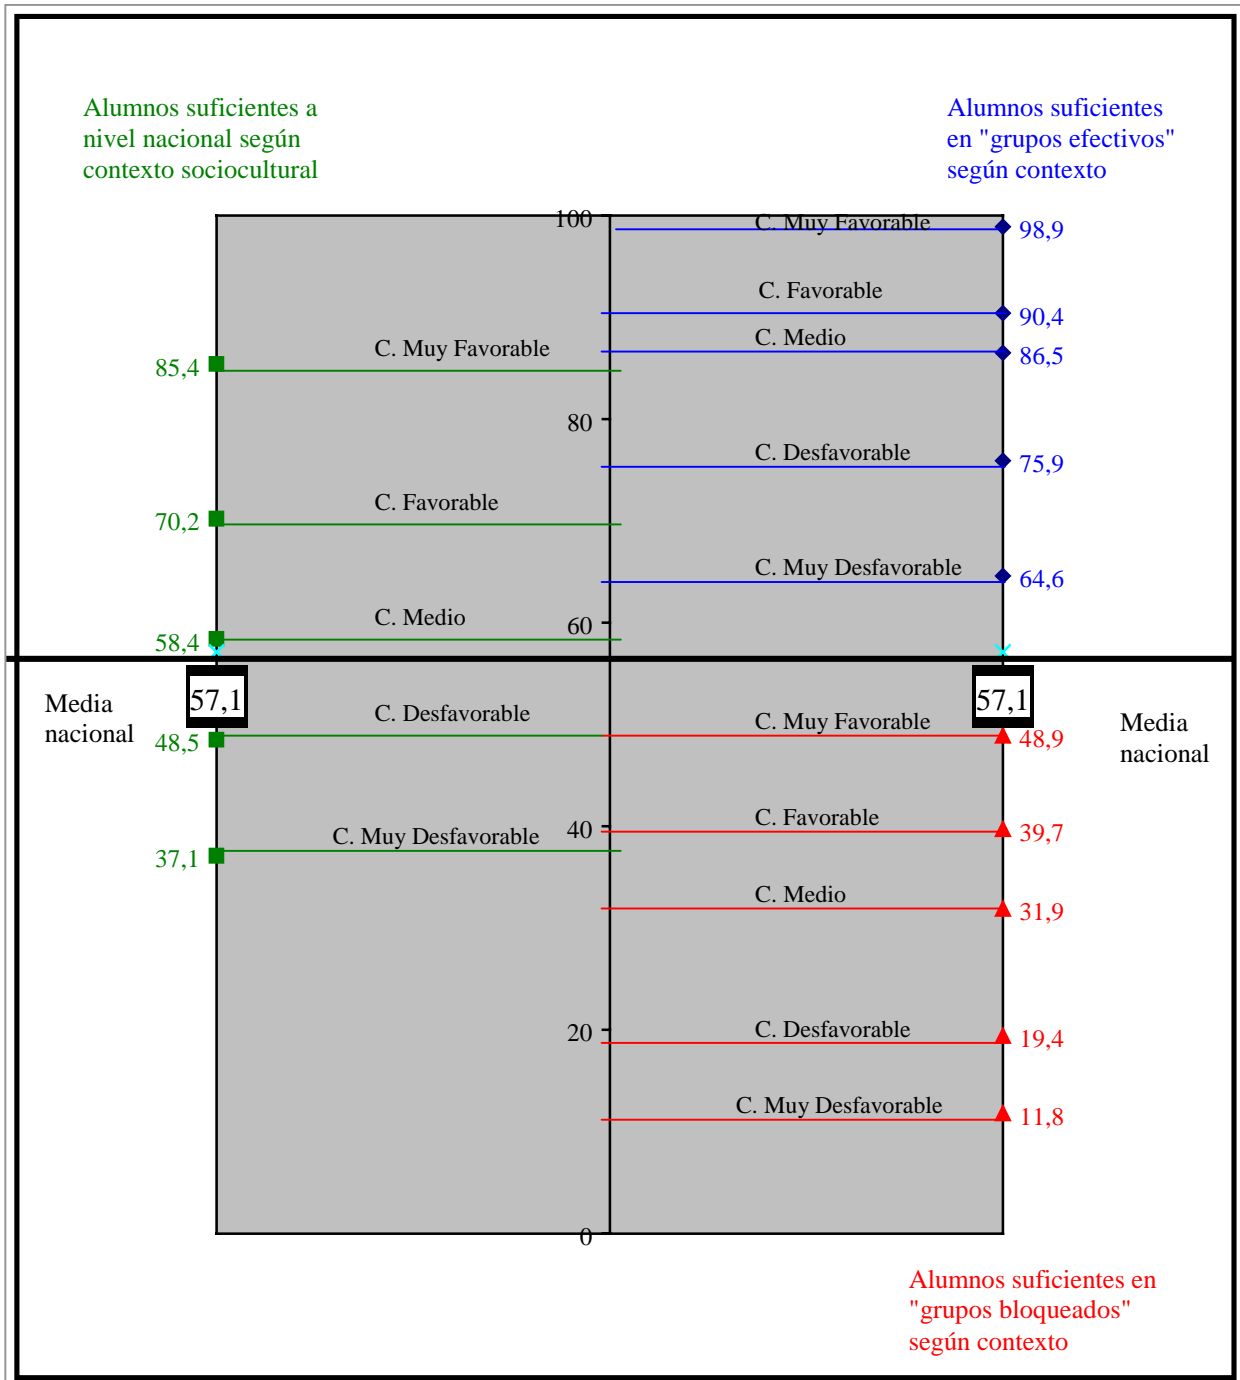 Alumnos suficientes a
nivel nacional según
contexto sociocultural
Alumnos suficientes
en "grupos efectivos"
según contexto
100
C. Muy Favorable
98,9
C. Favorable
90,4
C. Medio
86,5
C. Muy Favorable
85,4
80
C. Desfavorable
75,9
C. Favorable
70,2
C. Muy Desfavorable
64,6
C. Medio
60
58,4
57,1
57,1
Media
nacional
Media
nacional
C. Desfavorable
48,5
C. Muy Favorable
48,9
40
C. Favorable
39,7
C. Muy Desfavorable
37,1
C. Medio
31,9
20
C. Desfavorable
19,4
C. Muy Desfavorable
11,8
0
Alumnos suficientes en
"grupos bloqueados"
según contexto